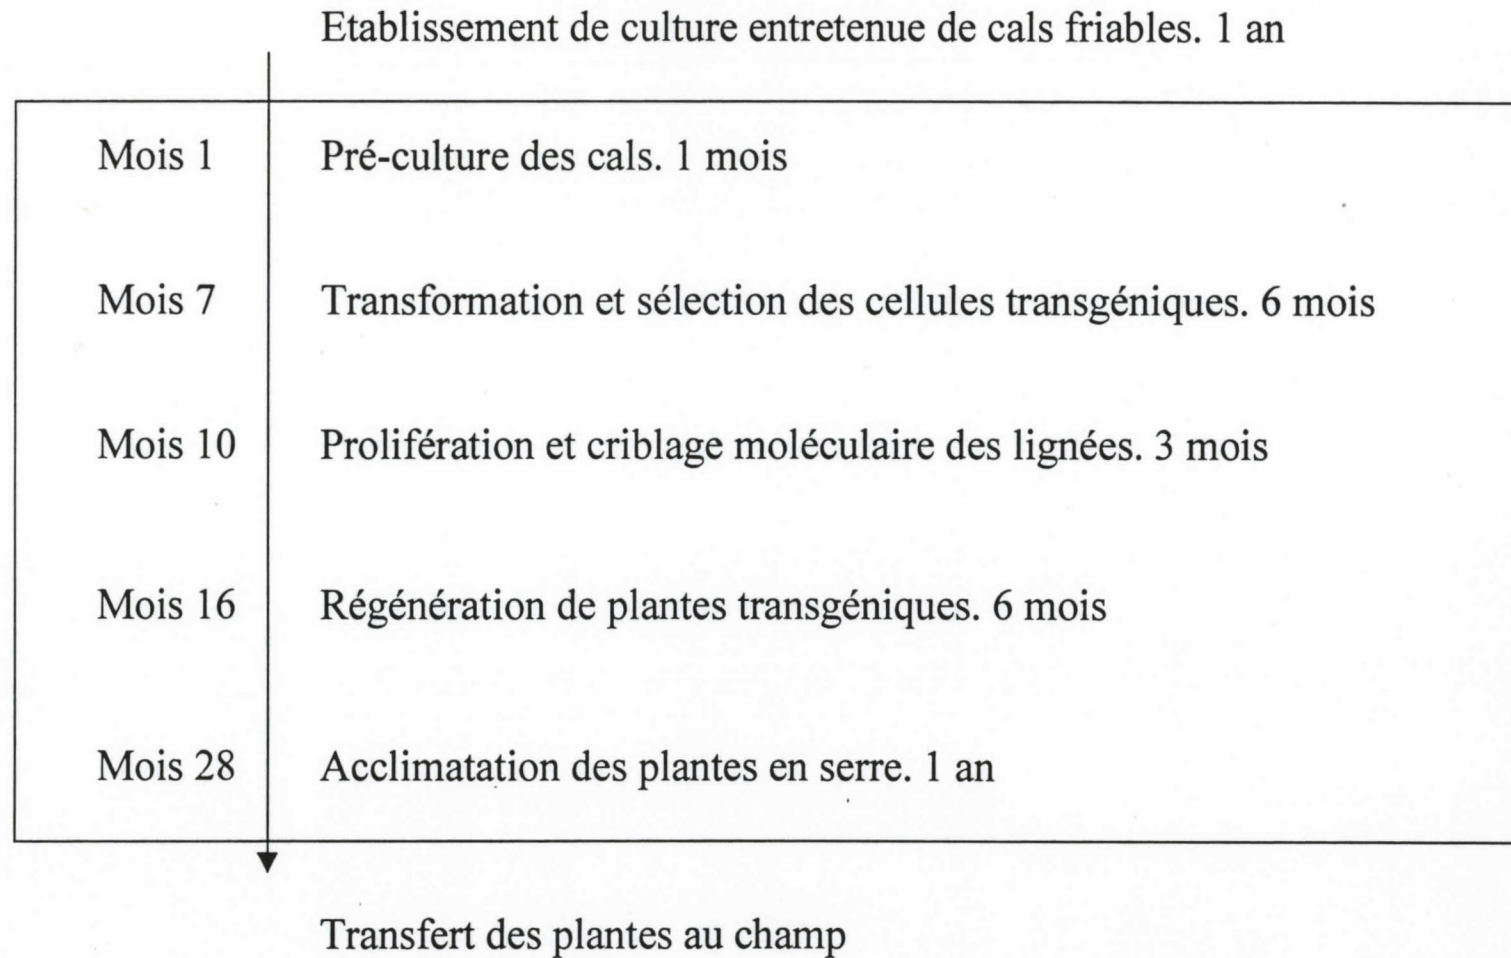 Etablissement de culture entretenue de cals friables. 1 an
Mois 1 Pré-culture des cals. 1 mois
Mois 7 Transformation et sélection des cellules transgéniques. 6 mois
Mois 10 Prolifération et criblage moléculaire des lignées. 3 mois
Mois 16 Régénération de plantes transgéniques. 6 mois
Mois 28 Acclimatation des plantes en serre. 1 an
Transfert des plantes au champ